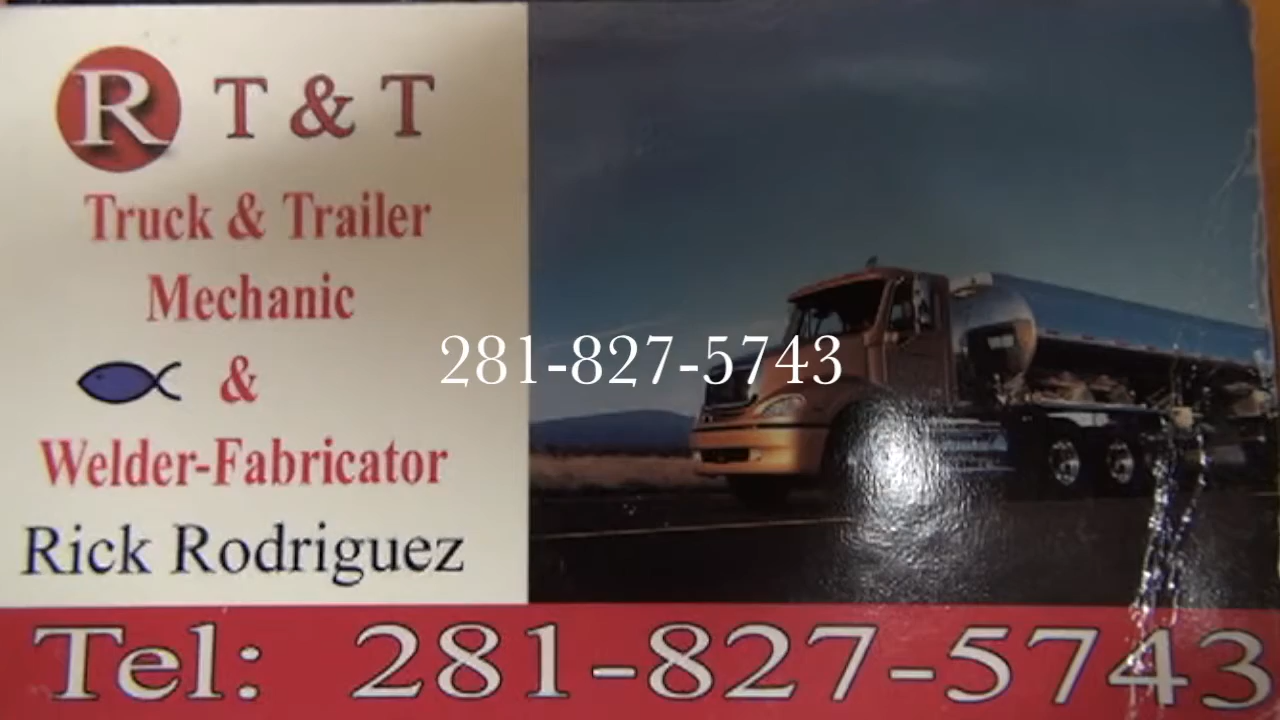 R T & T
Truck & Trailer
Mechanic
&
Welder-Fabricator
Rick Rodriguez
281-827-5743
Tel: 281-827-5743